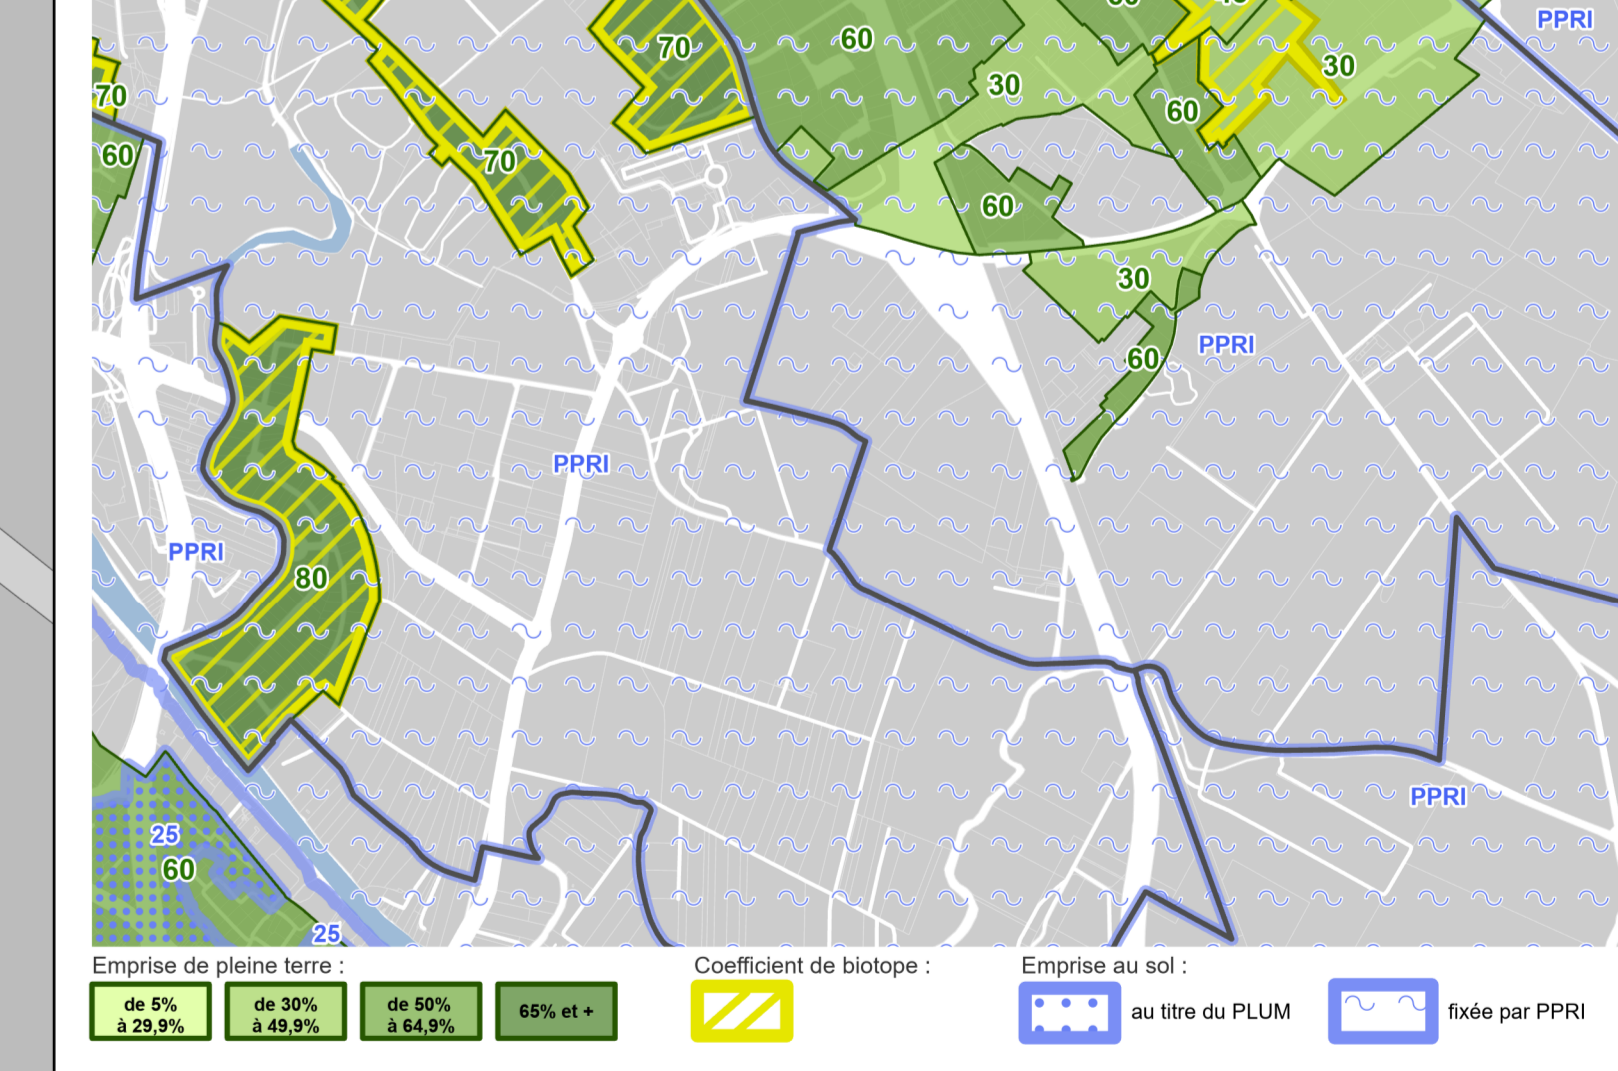 PPRI
60
70
30
30
70
60
60
70
60
30
PPRI
60
PPRI
PPRI
80
PPRI
25
60
25
Emprise de pleine terre :
Coefficient de biotope :
Emprise au sol :
de 5%
à 29,9%
de 30%
à 49,9%
de 50%
à 64,9%
65% et +
au titre du PLUM
fixée par PPRI